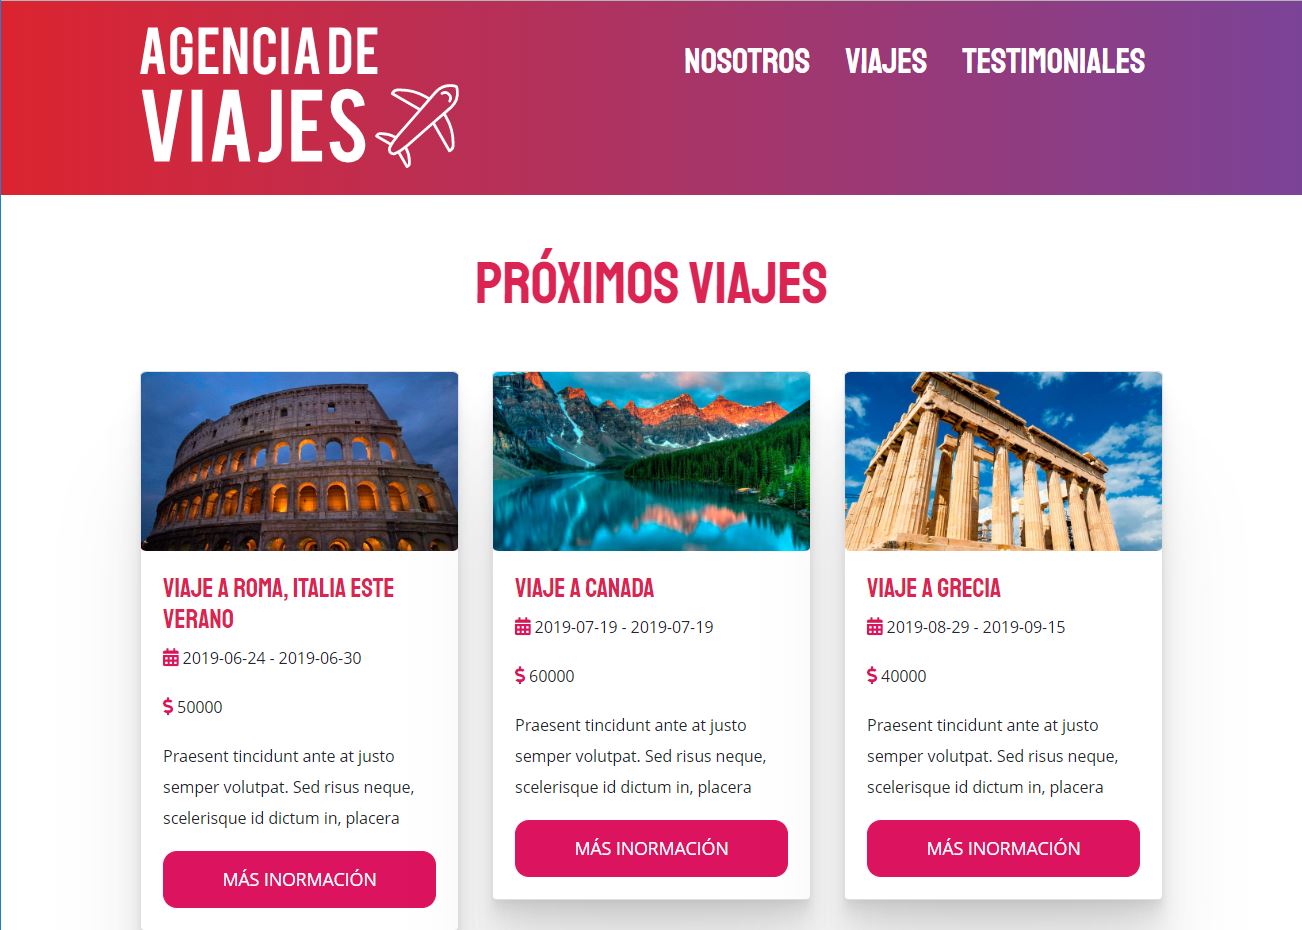 AGENCIA DE
VIAJES
NOSOTROS VIAJES TESTIMONIALES
PRÓXIMOS VIAJES
VIAJE A ROMA, ITALIA ESTE
VERANO
2019-06-24 - 2019-06-30
$ 50000
Praesent tincidunt ante at justo
semper volutpat. Sed risus neque,
scelerisque id dictum in, placera
MÁS INORMACIÓN
VIAJE A CANADA
2019-07-19 - 2019-07-19
$ 60000
Praesent tincidunt ante at justo
semper volutpat. Sed risus neque,
scelerisque id dictum in, placera
MÁS INORMACIÓN
VIAJE A GRECIA
2019-08-29 - 2019-09-15
$ 40000
Praesent tincidunt ante at justo
semper volutpat. Sed risus neque,
scelerisque id dictum in, placera
MÁS INORMACIÓN